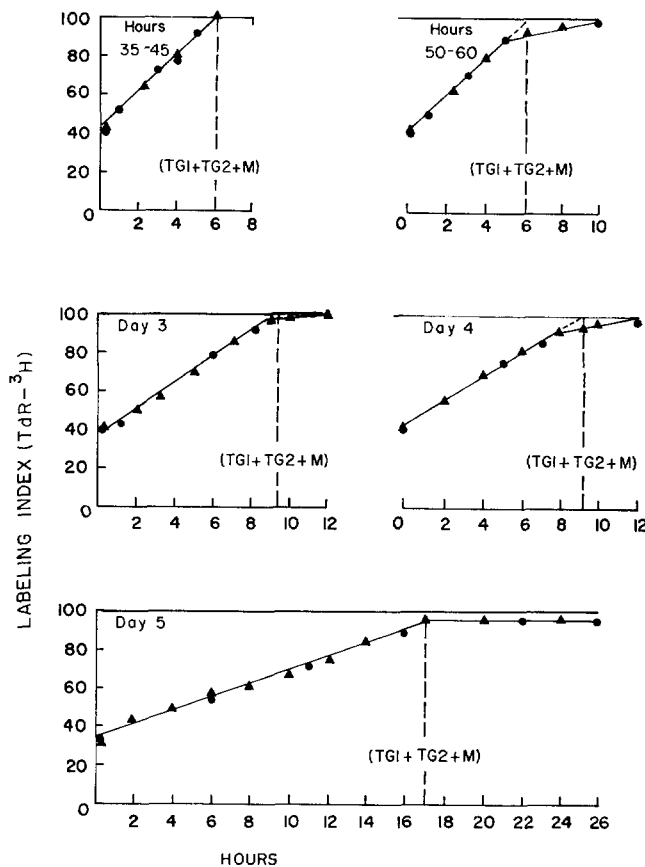 100
80
60
40
20
0
Hours
35-45
(TG1+TG2+M)
2 4 6 8
Hours
50-60
(TG1+TG2+M)
0 2 4 6 8 10
100
80
60
40
20
0
Day 3
(TG1+TG2+M)
2 4 6 8 10 12
Day 4
(TG1+TG2+M)
0 2 4 6 8 10 12
LABELING INDEX (TdR-³H)
100
80
60
40
20
0
Day 5
(TG1+TG2+M)
2 4 6 8 10 12 14 16 18 20 22 24 26
HOURS